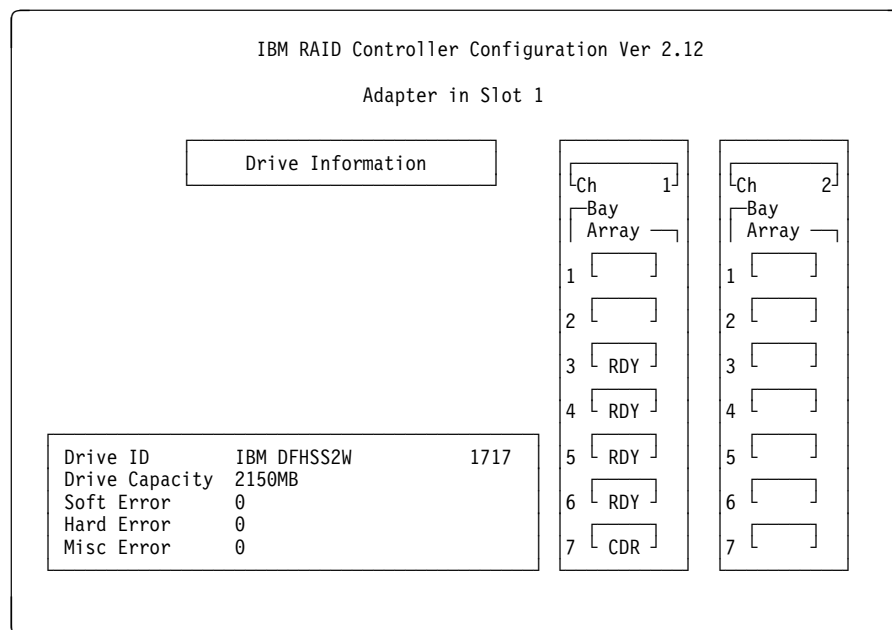 IBM RAID Controller Configuration Ver 2.12
Adapter in Slot 1
Drive Information
Ch 1
Bay
Array
1
2
3 RDY
4 RDY
5 RDY
6 RDY
7 CDR
Ch 2
Bay
Array
1
2
3
4
5
6
7
Drive ID IBM DFHSS2W 1717
Drive Capacity 2150MB
Soft Error 0
Hard Error 0
Misc Error 0